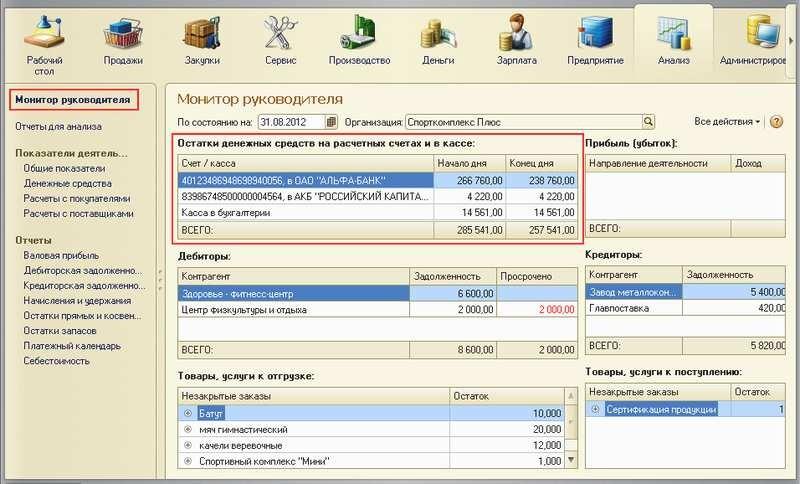 Рабочий стол
Продажи
Закупки
Сервис
Производство
Деньги
Зарплата
Предприятие
Анализ
Администриров
Монитор руководителя
Отчеты для анализа
Показатели деятель...
Общие показатели
Денежные средства
Расчеты с покупателями
Расчеты с поставщиками
Отчеты
Валовая прибыль
Дебиторская задолженно...
Кредиторская задолженно...
Начисления и удержания
Остатки прямых и косвен...
Остатки запасов
Платежный календарь
Себестоимость
Монитор руководителя
По состоянию на: 31.08.2012 Организация: Спорткомплекс Плюс Все действия
Остатки денежных средств на расчетных счетах и в кассе:
Счет / касса Начало дня Конец дня
40123486948698940056, в ОАО "АЛЬФА-БАНК" 266 760,00 238 760,00
83986748500000004564, в АКБ "РОССИЙСКИЙ КАПИТА... 4 220,00 4 220,00
Касса в бухгалтерии 14 561,00 14 561,00
ВСЕГО: 285 541,00 257 541,00
Прибыль (убыток):
Направление деятельности Доход
ВСЕГО:
Дебиторы:
Контрагент Задолженность Просрочено
Здоровье - фитнесс-центр 6 600,00
Центр физкультуры и отдыха 2 000,00 2 000,00
ВСЕГО: 8 600,00 2 000,00
Кредиторы:
Контрагент Задолженность
Завод металлокон... 5 400,00
Главпоставка 420,00
ВСЕГО: 5 820,00
Товары, услуги к отгрузке:
Незакрытые заказы Остаток
Батут 10,000
мяч гимнастический 20,000
качели веревочные 12,000
Спортивный комплекс "Мини" 1,000
Товары, услуги к поступлению:
Незакрытые заказы Остаток
Сертификация продукции 1